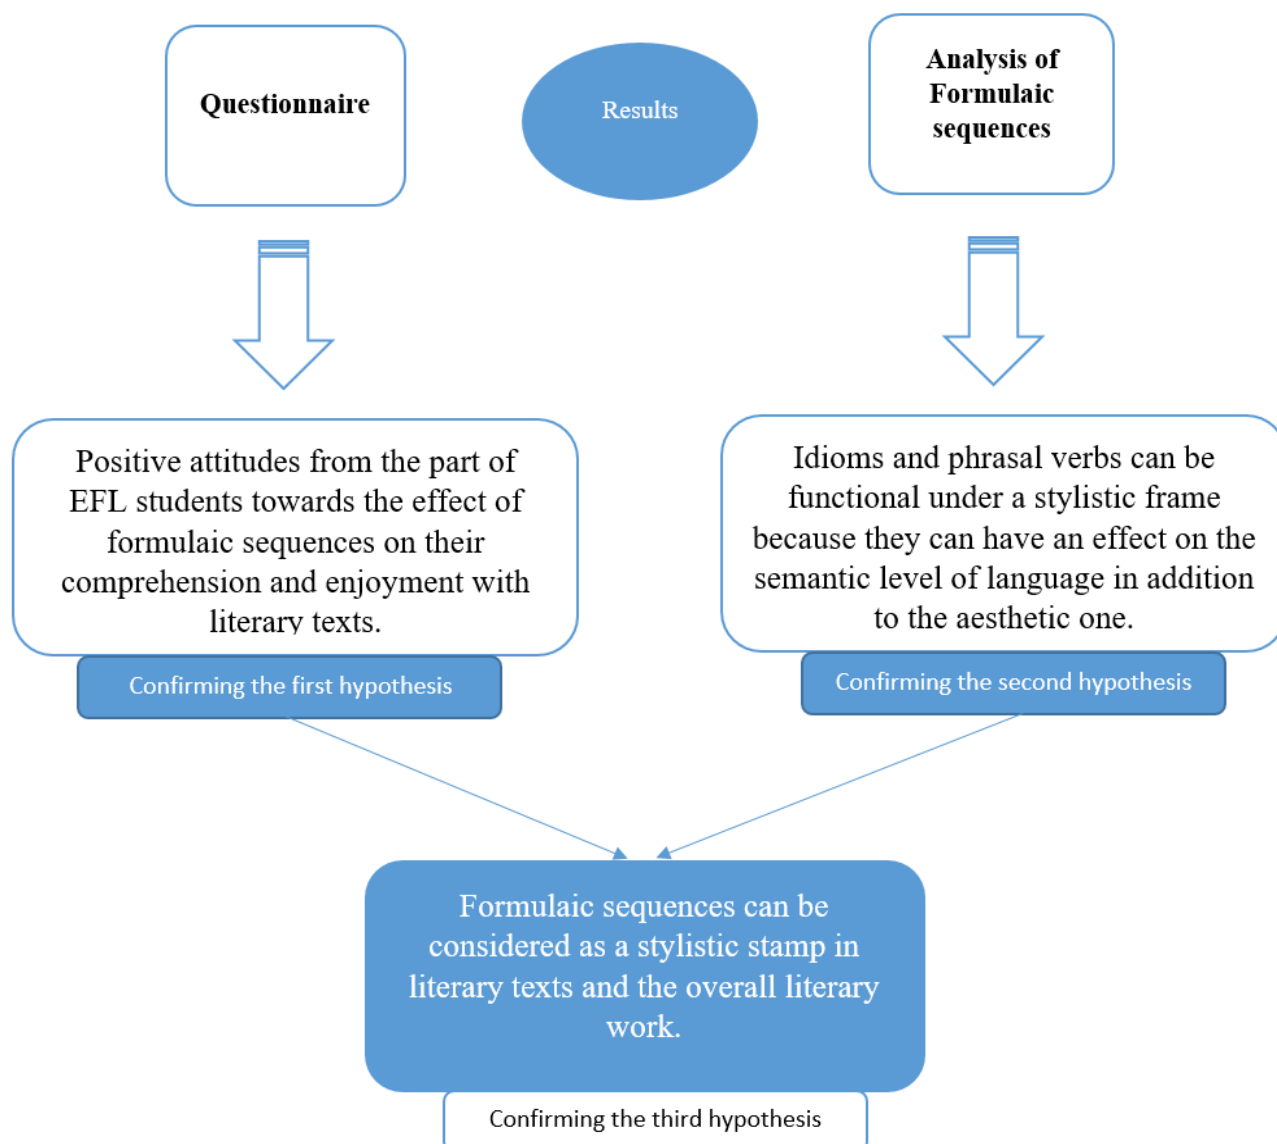 Questionnaire
Results
Analysis of
Formulaic
sequences
Positive attitudes from the part of
EFL students towards the effect of
formulaic sequences on their
comprehension and enjoyment with
literary texts.
Confirming the first hypothesis
Idioms and phrasal verbs can be
functional under a stylistic frame
because they can have an effect on the
semantic level of language in addition
to the aesthetic one.
Confirming the second hypothesis
Formulaic sequences can be
considered as a stylistic stamp in
literary texts and the overall literary
work.
Confirming the third hypothesis